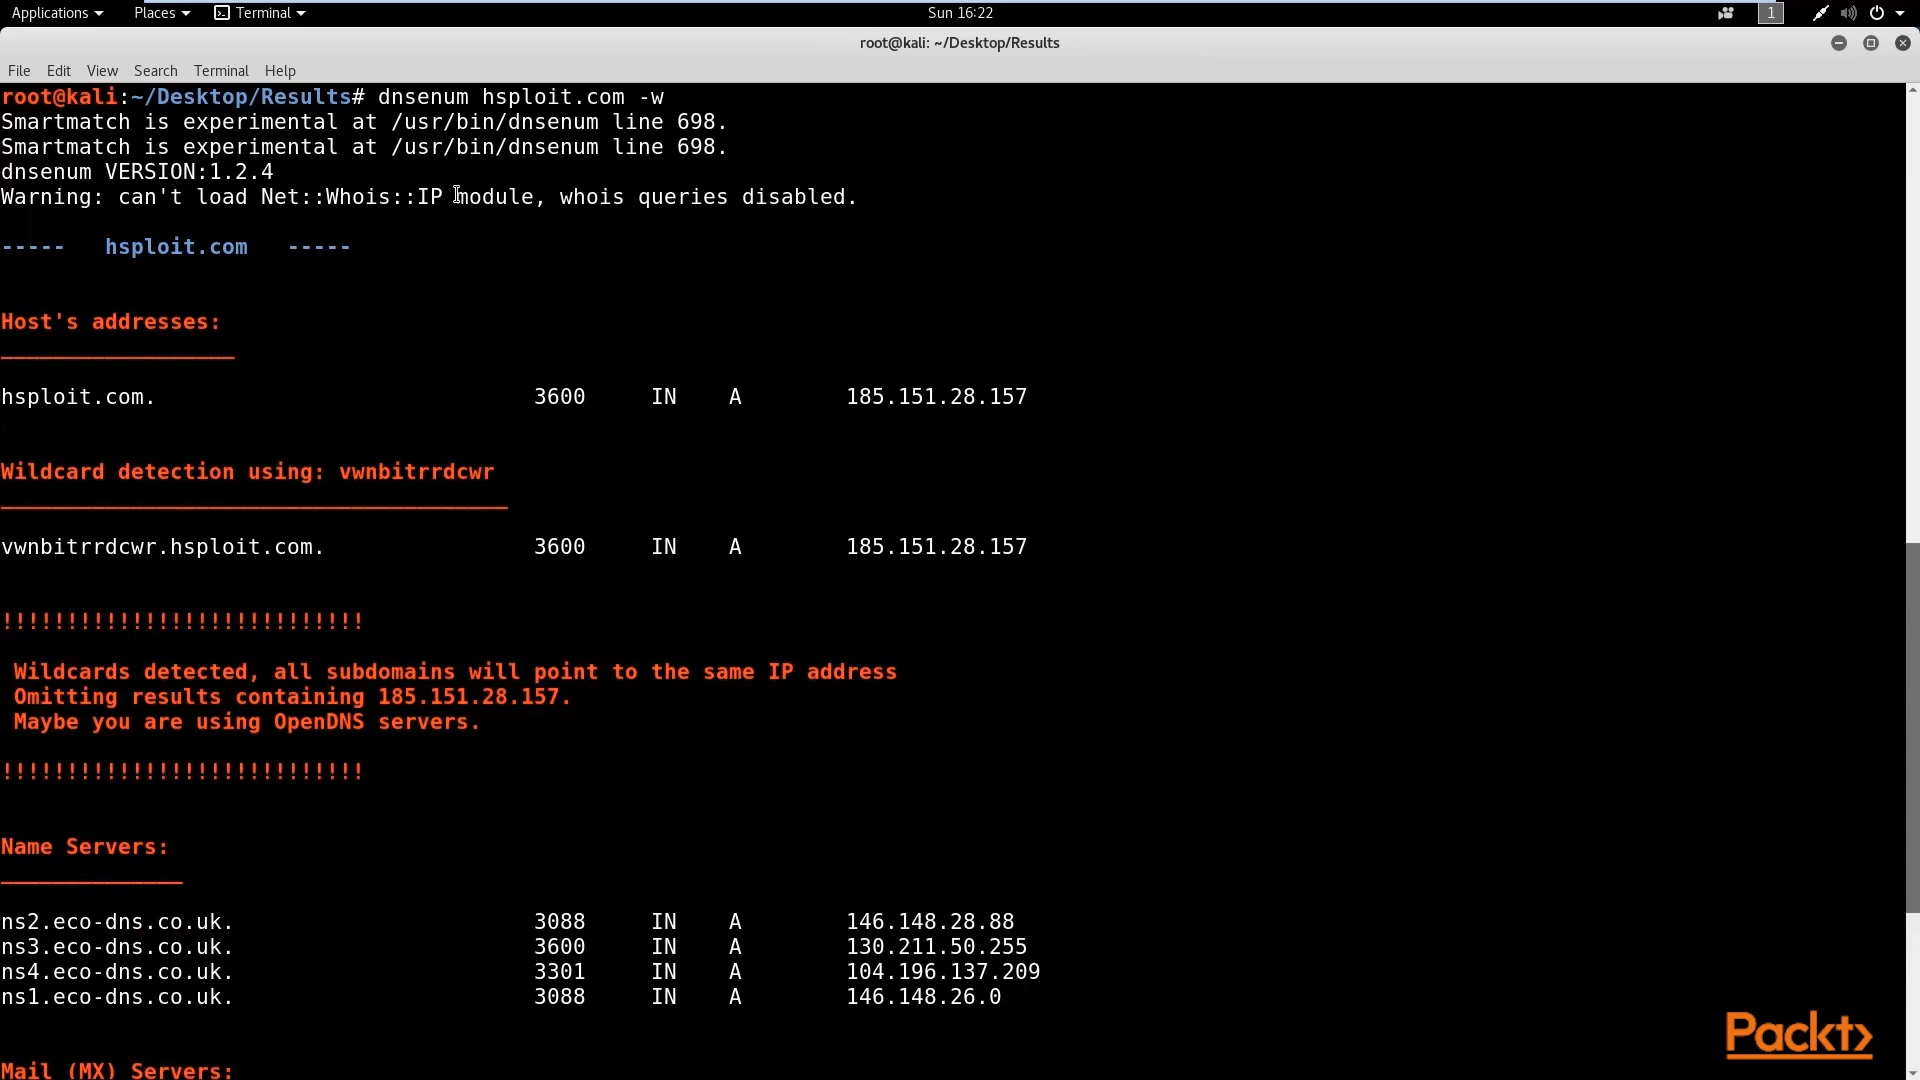 Applications Places Terminal Sun 16:22 1
root@kali: ~/Desktop/Results
File Edit View Search Terminal Help
root@kali:~/Desktop/Results# dnsenum hsploit.com -w
Smartmatch is experimental at /usr/bin/dnsenum line 698.
Smartmatch is experimental at /usr/bin/dnsenum line 698.
dnsenum VERSION:1.2.4
Warning: can't load Net::Whois::IP module, whois queries disabled.
----- hsploit.com -----
Host's addresses:
__________________
hsploit.com. 3600 IN A 185.151.28.157
Wildcard detection using: vwnbitrrdcwr
_______________________________________
vwnbitrrdcwr.hsploit.com. 3600 IN A 185.151.28.157
!!!!!!!!!!!!!!!!!!!!!!!!!!!!
Wildcards detected, all subdomains will point to the same IP address
Omitting results containing 185.151.28.157.
Maybe you are using OpenDNS servers.
!!!!!!!!!!!!!!!!!!!!!!!!!!!!
Name Servers:
______________
ns2.eco-dns.co.uk. 3088 IN A 146.148.28.88
ns3.eco-dns.co.uk. 3600 IN A 130.211.50.255
ns4.eco-dns.co.uk. 3301 IN A 104.196.137.209
ns1.eco-dns.co.uk. 3088 IN A 146.148.26.0
Packt>
Mail (MX) Servers: